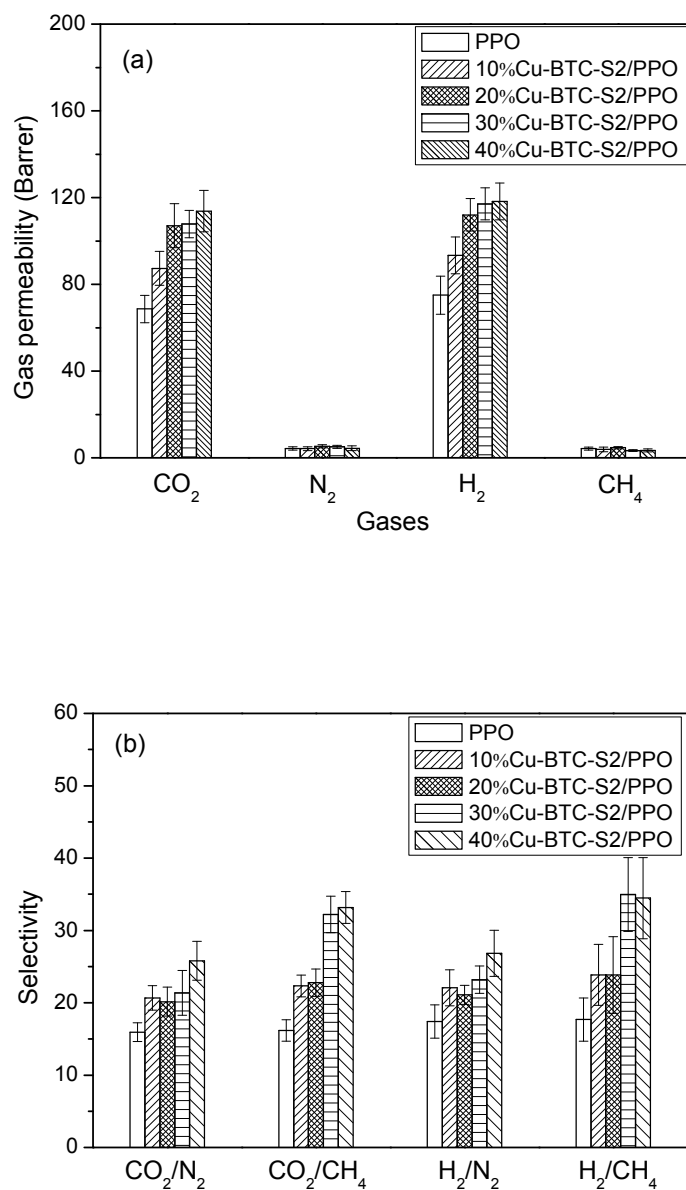 200
160
120
80
40
0
Gas permeability (Barrer)
(a)
PPO
10%Cu-BTC-S2/PPO
20%Cu-BTC-S2/PPO
30%Cu-BTC-S2/PPO
40%Cu-BTC-S2/PPO
CO₂ N₂ H₂ CH₄
Gases
60
50
40
30
20
10
0
Selectivity
(b)
PPO
10%Cu-BTC-S2/PPO
20%Cu-BTC-S2/PPO
30%Cu-BTC-S2/PPO
40%Cu-BTC-S2/PPO
CO₂/N₂ CO₂/CH₄ H₂/N₂ H₂/CH₄